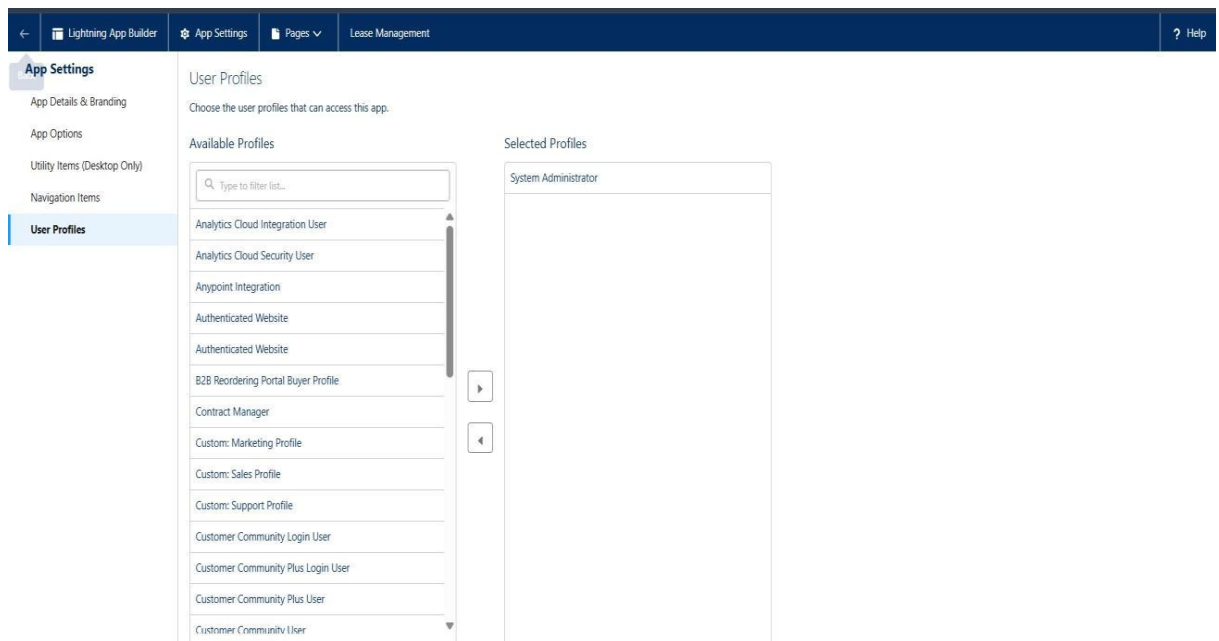 Lightning App Builder App Settings Pages Lease Management ? Help
App Settings
App Details & Branding
App Options
Utility Items (Desktop Only)
Navigation Items
User Profiles
User Profiles
Choose the user profiles that can access this app.
Available Profiles
Type to filter list...
Analytics Cloud Integration User
Analytics Cloud Security User
Anypoint Integration
Authenticated Website
Authenticated Website
B2B Reordering Portal Buyer Profile
Contract Manager
Custom: Marketing Profile
Custom: Sales Profile
Custom: Support Profile
Customer Community Login User
Customer Community Plus Login User
Customer Community Plus User
Customer Community User
Selected Profiles
System Administrator